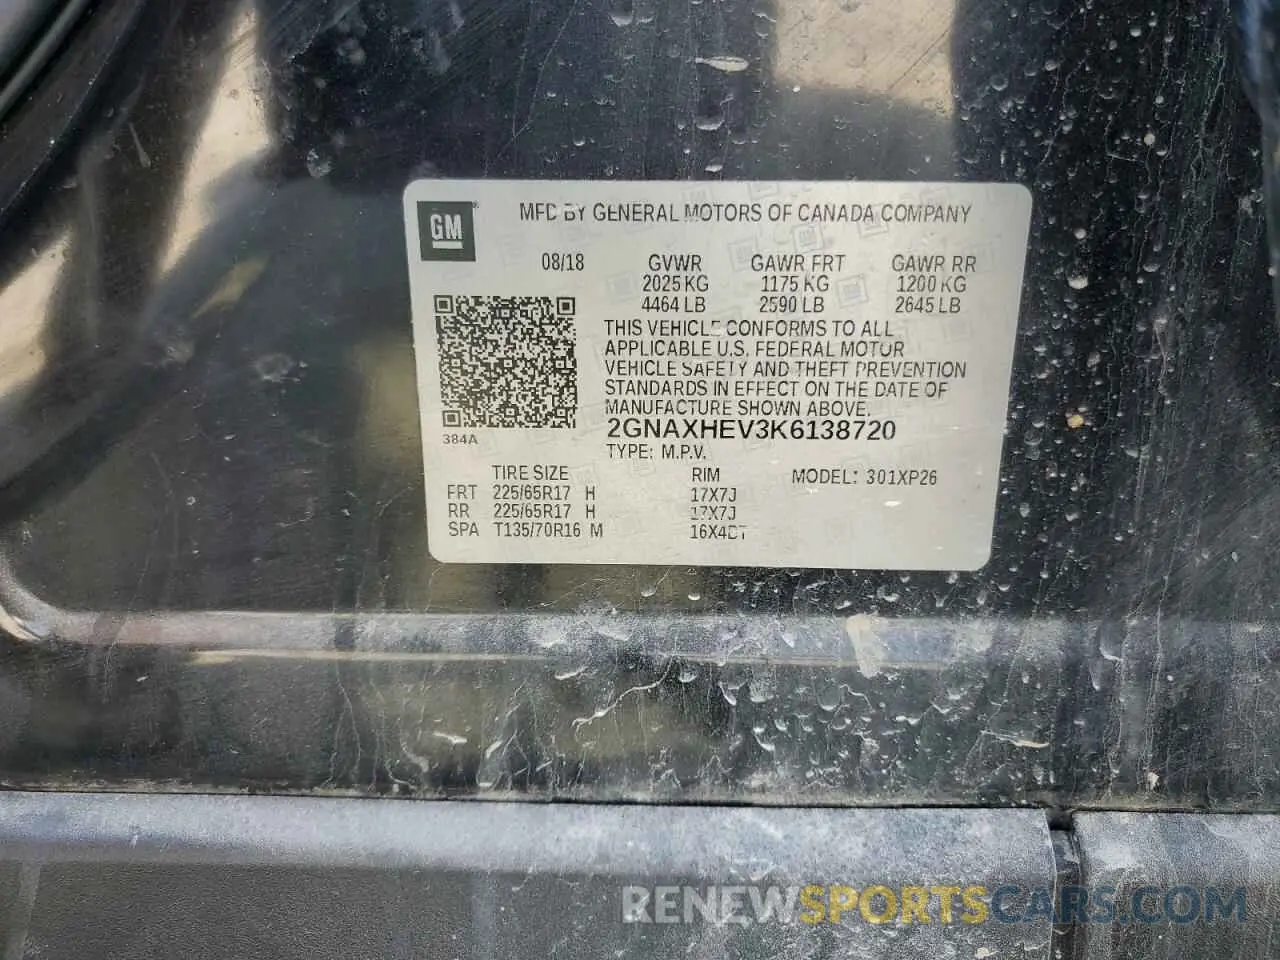 GM
MFD BY GENERAL MOTORS OF CANADA COMPANY
08/18 GVWR GAWR FRT GAWR RR
2025 KG 1175 KG 1200 KG
4464 LB 2590 LB 2645 LB
THIS VEHICLE CONFORMS TO ALL
APPLICABLE U.S. FEDERAL MOTOR
VEHICLE SAFETY AND THEFT PREVENTION
STANDARDS IN EFFECT ON THE DATE OF
MANUFACTURE SHOWN ABOVE.
2GNAXHEV3K6138720
384A
TYPE: M.P.V.
TIRE SIZE RIM MODEL: 301XP26
FRT 225/65R17 H 17X7J
RR 225/65R17 H 17X7J
SPA T135/70R16 M 16X4BT
RENEWSPORTSCARS.COM